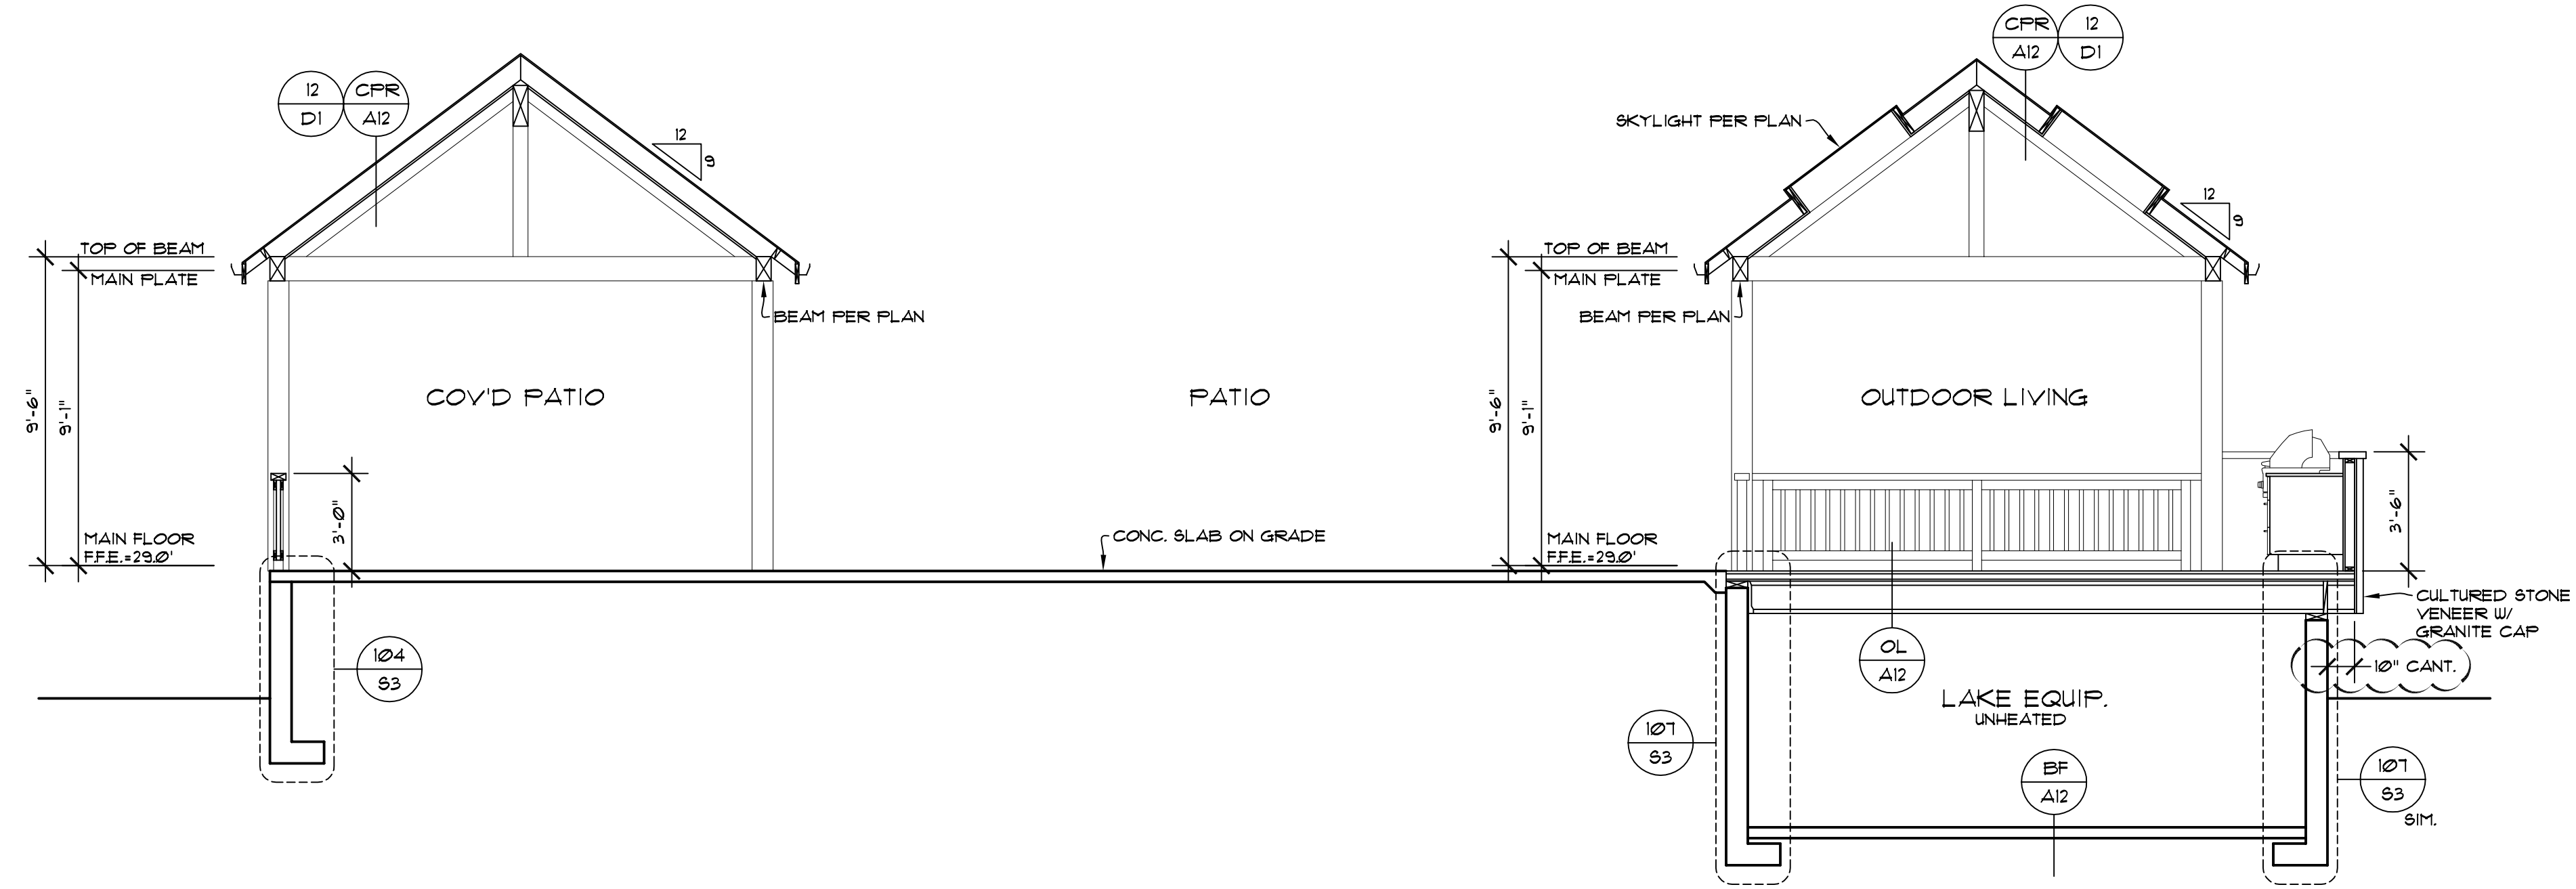 CPR
12
A12
D1
12
CPR
D1
A12
SKYLIGHT PER PLAN
12
9
12
9
TOP OF BEAM
MAIN PLATE
TOP OF BEAM
MAIN PLATE
BEAM PER PLAN
BEAM PER PLAN
9'-6"
9'-1"
COV'D PATIO
PATIO
9'-6"
9'-1"
OUTDOOR LIVING
3'-0"
3'-6"
MAIN FLOOR
F.F.E.=29.0'
CONC. SLAB ON GRADE
MAIN FLOOR
F.F.E.=29.0'
CULTURED STONE
VENEER W/
GRANITE CAP
104
S3
OL
A12
10" CANT.
LAKE EQUIP.
UNHEATED
107
S3
BF
A12
107
S3
SIM.